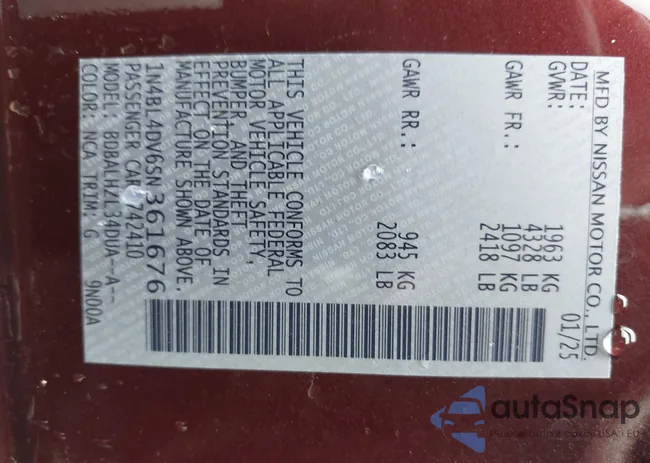 MFD BY NISSAN MOTOR CO., LTD.
DATE: 01/25
GVWR: 1963 KG
4328 LB
GAWR FR.: 1097 KG
2418 LB
GAWR RR.: 945 KG
2083 LB
THIS VEHICLE CONFORMS TO
ALL APPLICABLE FEDERAL
MOTOR VEHICLE SAFETY,
BUMPER AND THEFT
PREVENTION STANDARDS IN
EFFECT ON THE DATE OF
MANUFACTURE SHOWN ABOVE.
1N4BL4DV6SN361676
PASSENGER CAR
MODEL: BDBALHZL34DUA--A--
COLOR: NCA TRIM: G 9N00A
autoSnap